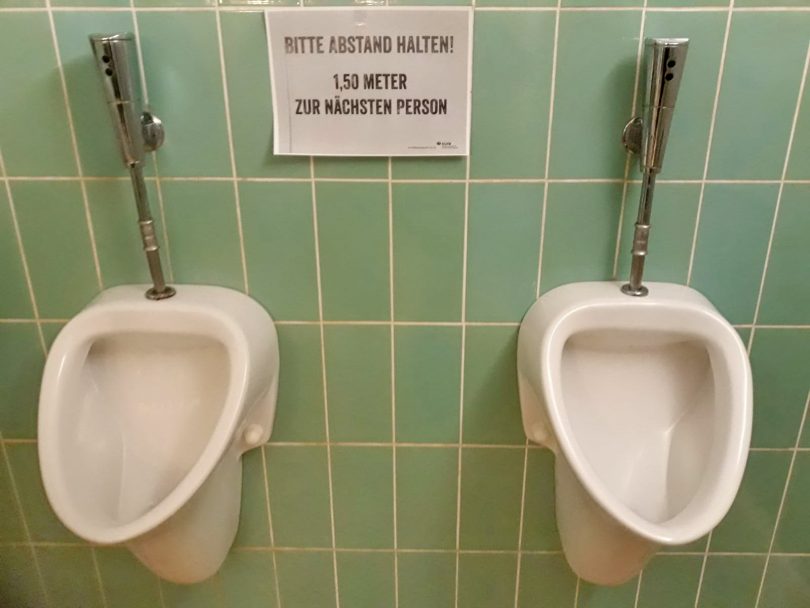 BITTE ABSTAND HALTEN!
1,50 METER
ZUR NÄCHSTEN PERSON